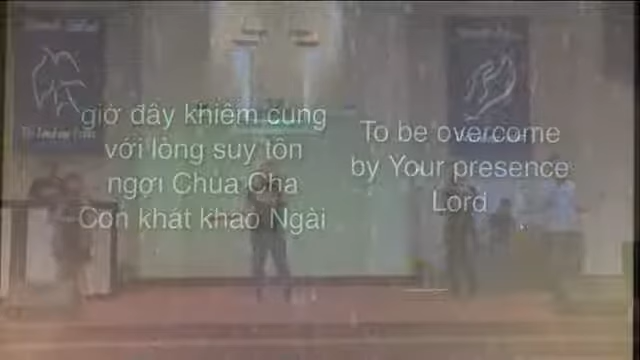 giờ đây khiêm cung
với lòng suy tôn
ngợi Chua Cha
Con khát khao Ngài
To be overcome
by Your presence
Lord